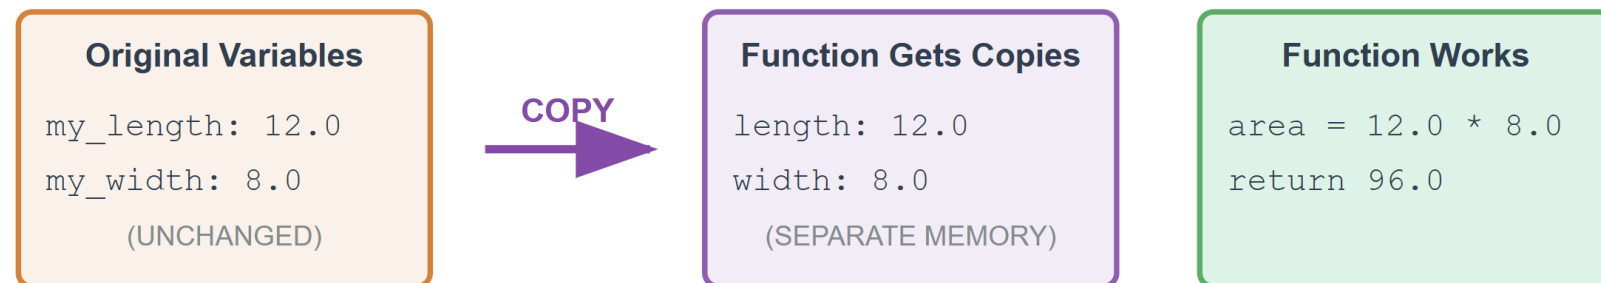 Original Variables
my_length: 12.0
my_width: 8.0
(UNCHANGED)
COPY
Function Gets Copies
length: 12.0
width: 8.0
(SEPARATE MEMORY)
Function Works
area = 12.0 * 8.0
return 96.0